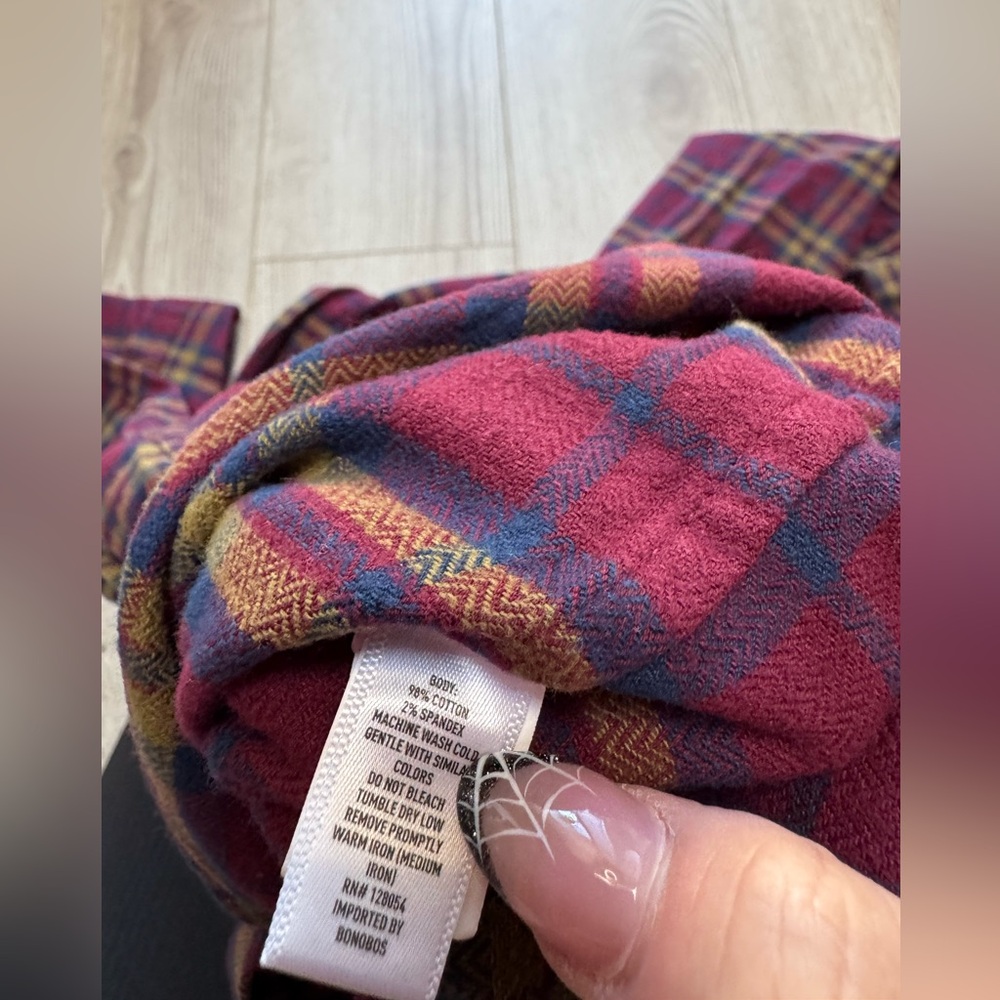 BODY:
98% COTTON
2% SPANDEX
MACHINE WASH COLD
GENTLE WITH SIMILA
COLORS
DO NOT BLEACH
TUMBLE DRY LOW
REMOVE PROMPTLY
WARM IRON (MEDIUM
IRON)
RN# 128054
IMPORTED BY
BONOBOS